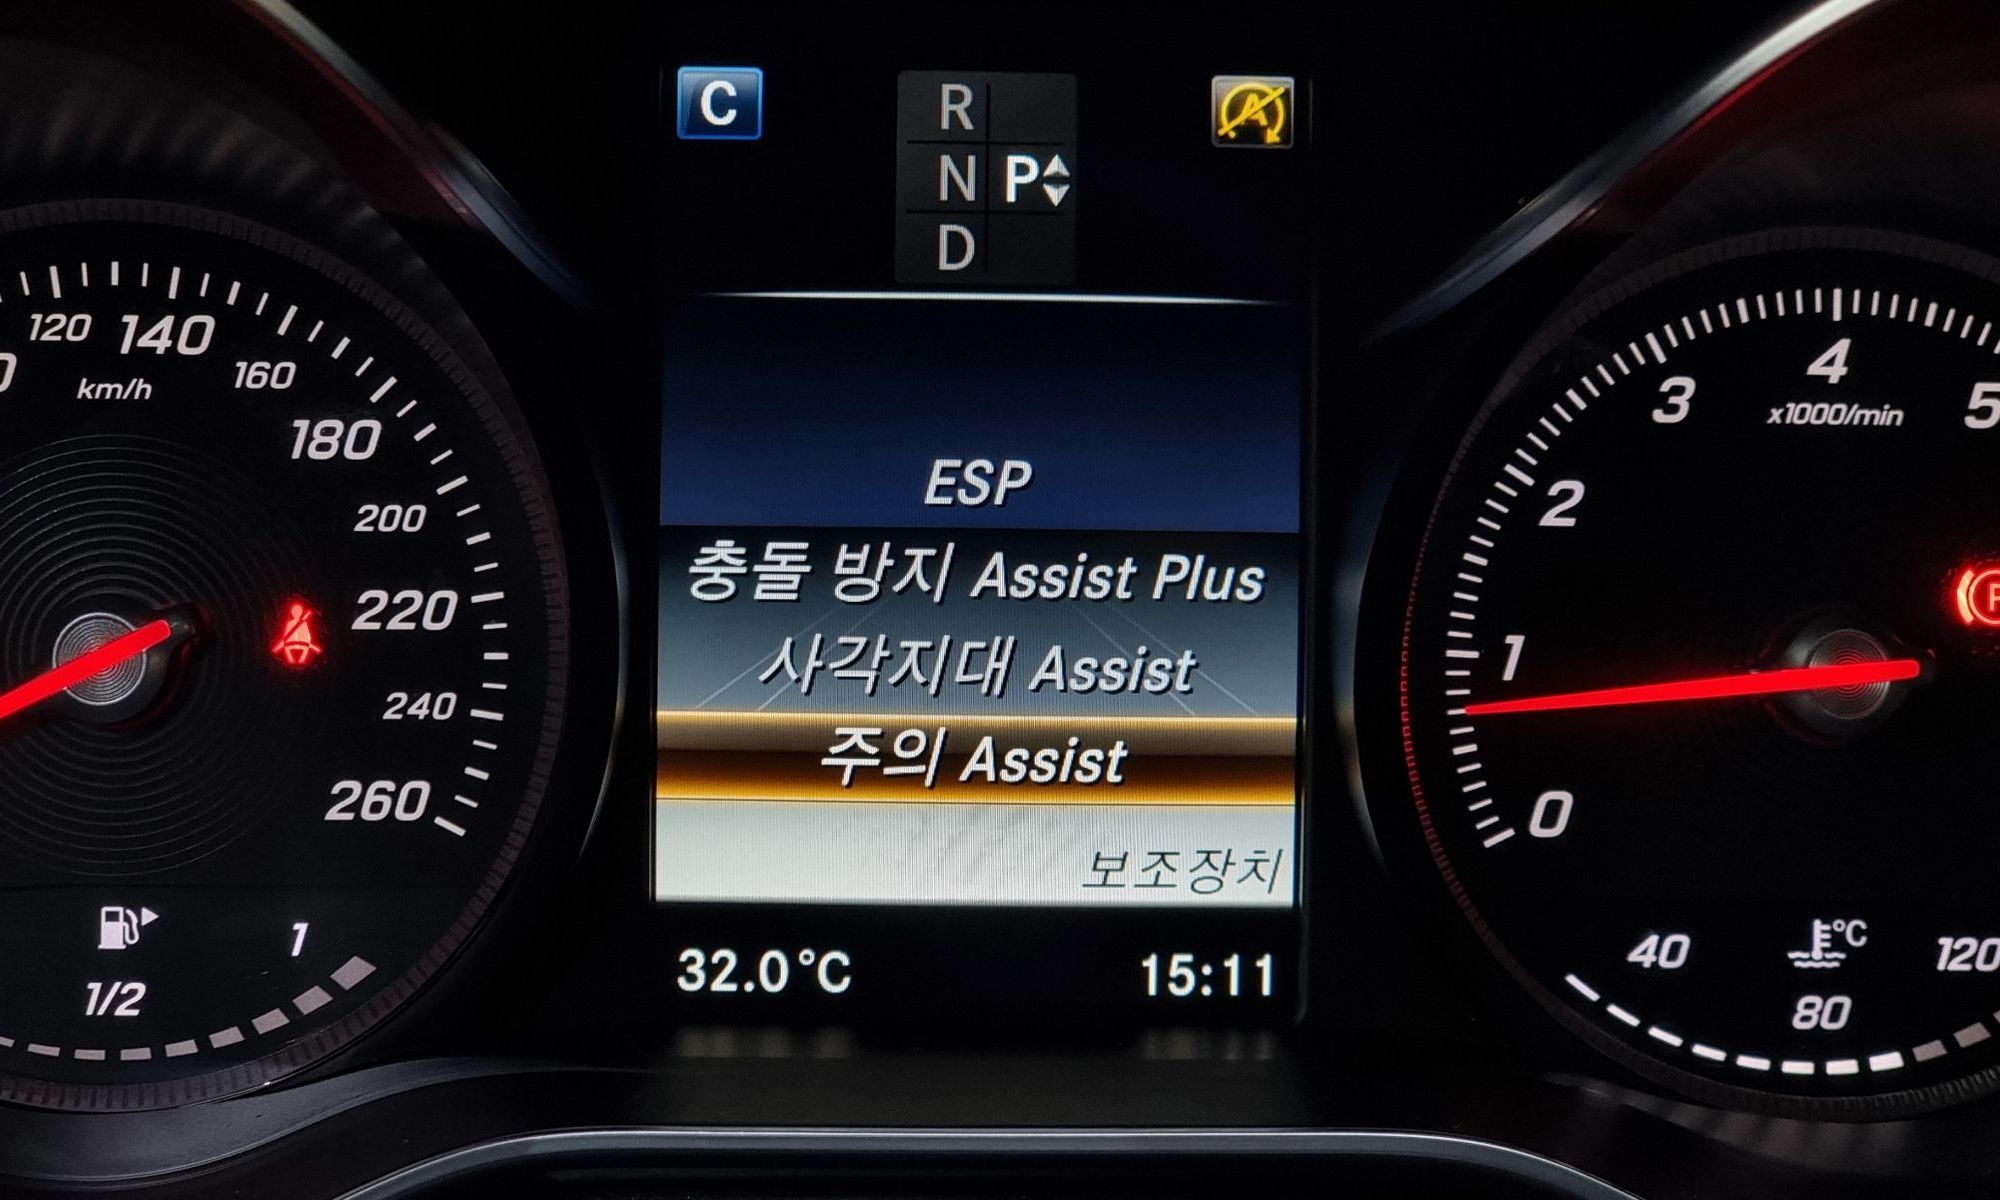 C
R
N P
D
120 140 160 180 200 220 240 260
km/h
1/2 1
ESP
충돌 방지 Assist Plus
사각지대 Assist
주의 Assist
보조장치
32.0°C 15:11
0 1 2 3 4 5
x1000/min
40 80 120
°C